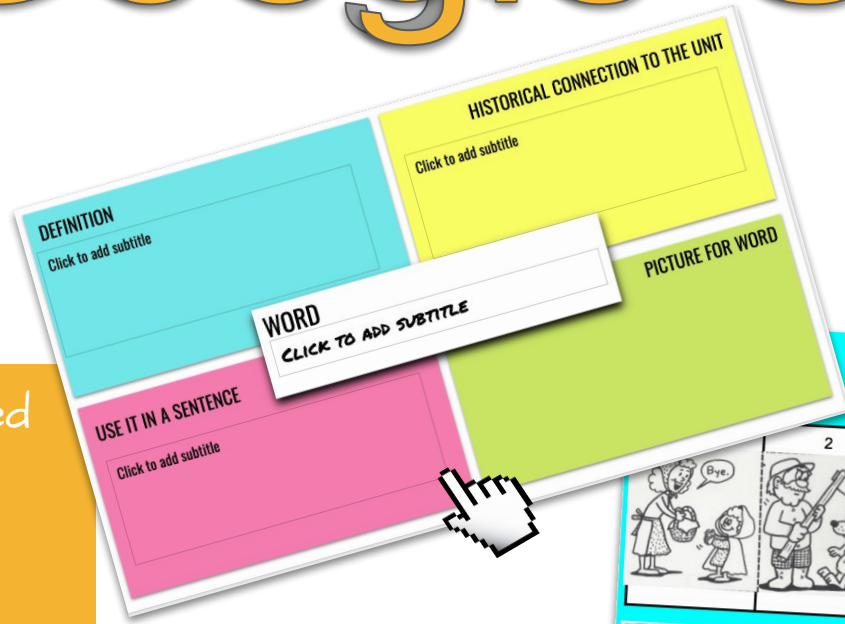 HISTORICAL CONNECTION TO THE UNIT
Click to add subtitle
DEFINITION
Click to add subtitle
PICTURE FOR WORD
WORD
CLICK TO ADD SUBTITLE
USE IT IN A SENTENCE
Click to add subtitle
ed
2
Bye.